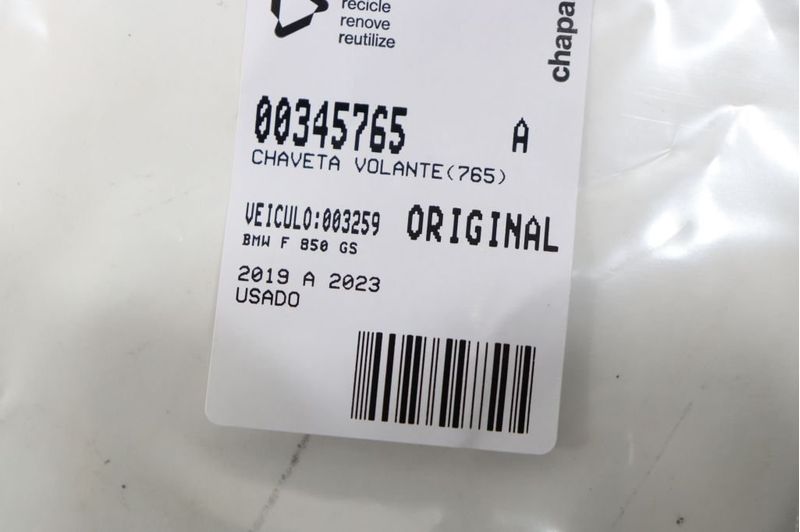 recicle
renove
reutilize
chapa
00345765 A
CHAVETA VOLANTE(765)
VEICULO:003259 ORIGINAL
BMW F 850 GS
2019 A 2023
USADO